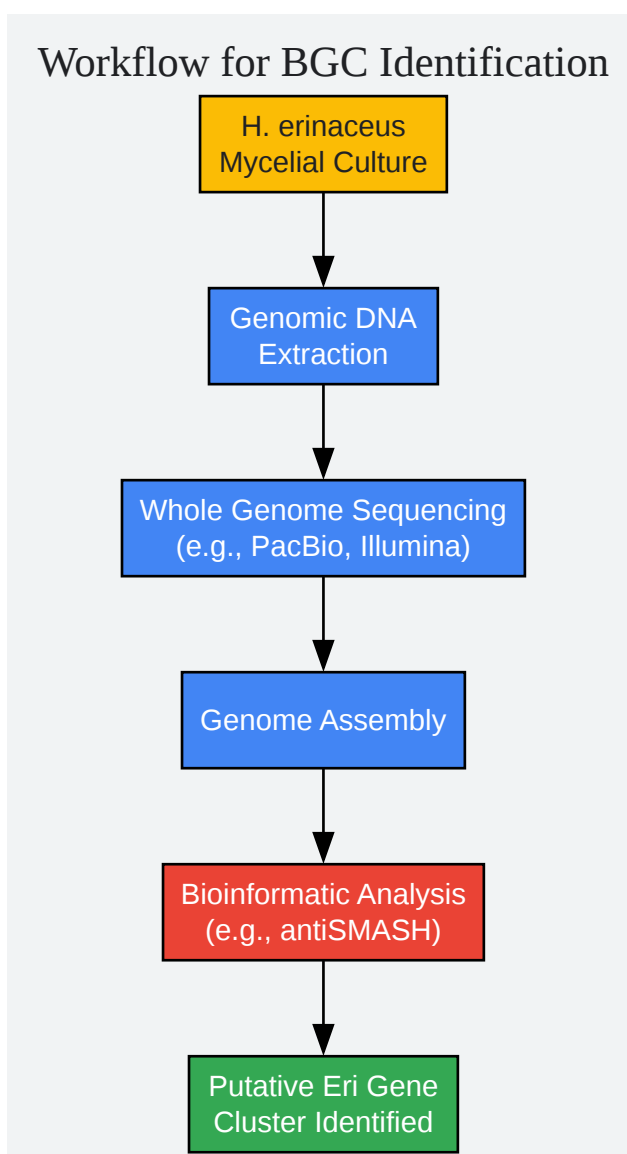 Workflow for BGC Identification
H. erinaceus
Mycelial Culture
Genomic DNA
Extraction
Whole Genome Sequencing
(e.g., PacBio, Illumina)
Genome Assembly
Bioinformatic Analysis
(e.g., antiSMASH)
Putative Eri Gene
Cluster Identified